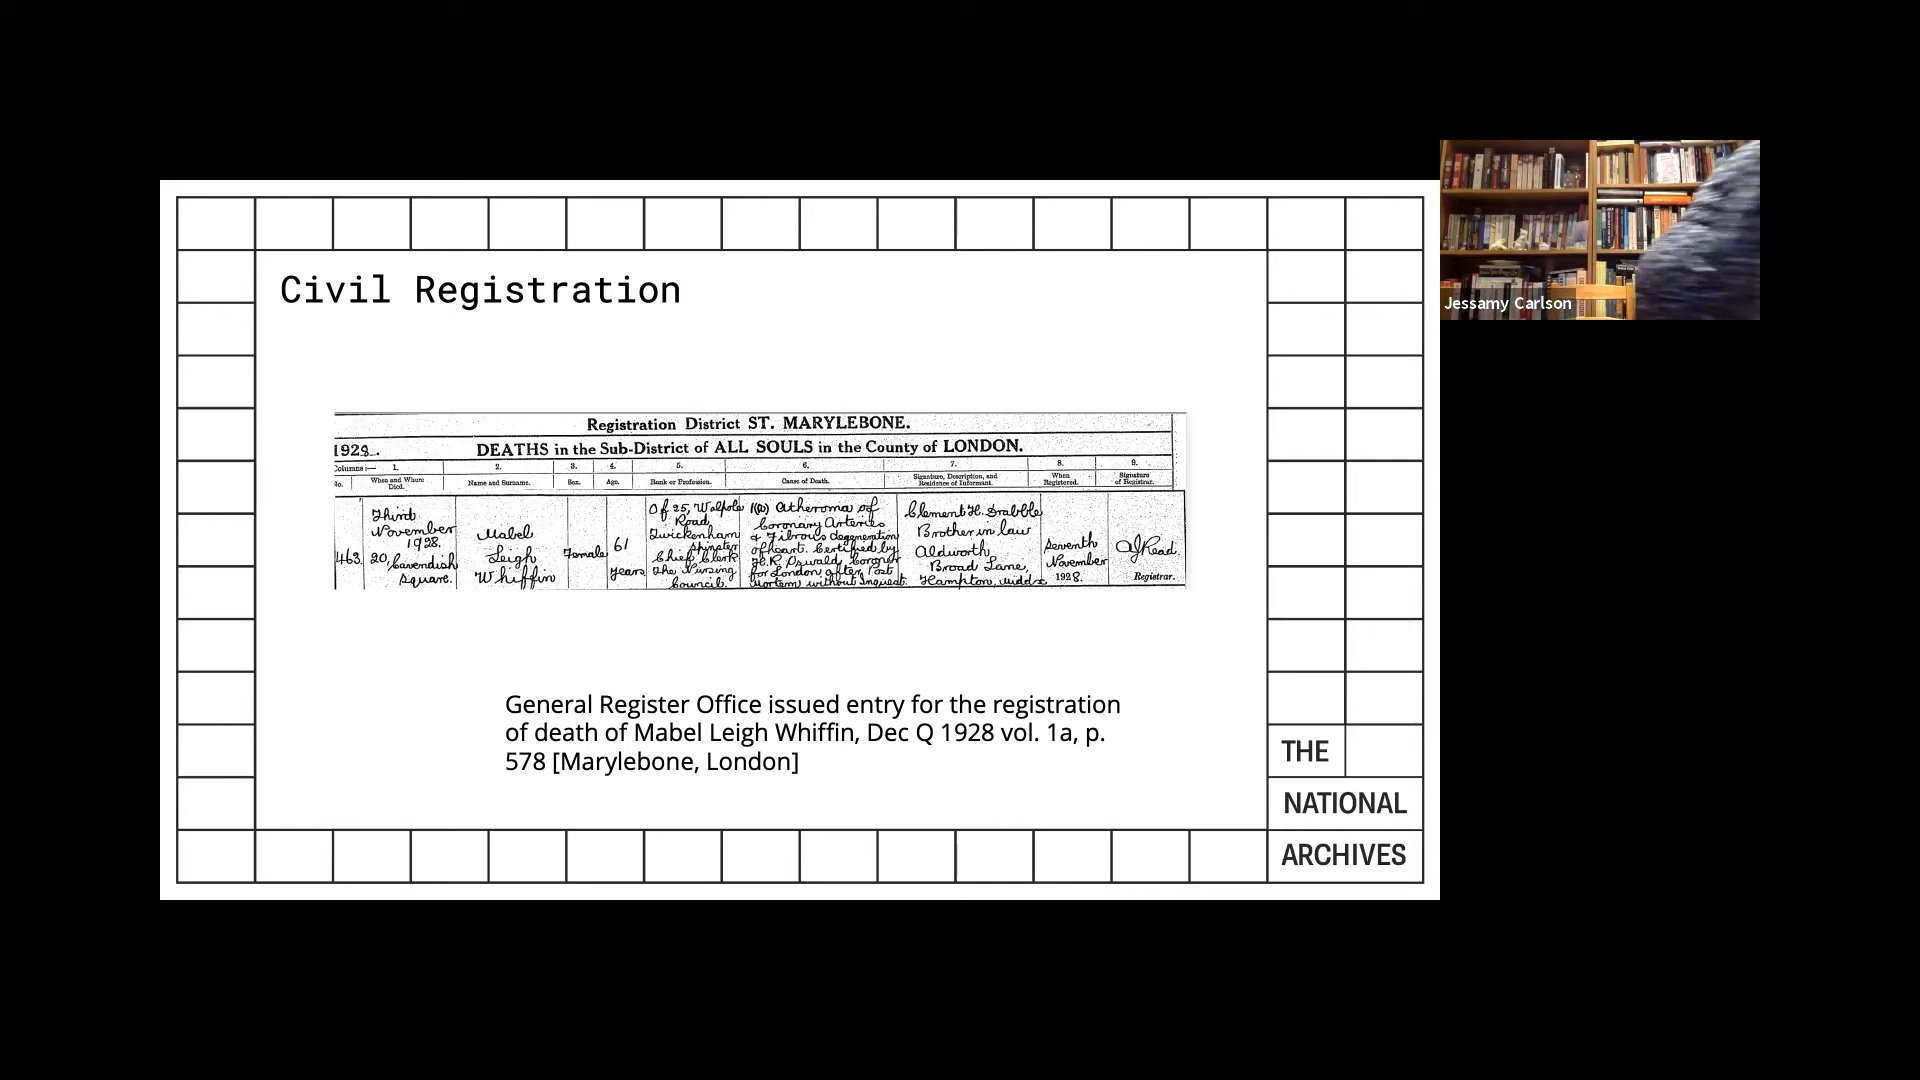 Civil Registration
Registration District ST. MARYLEBONE.
1928. DEATHS in the Sub-District of ALL SOULS in the County of LONDON.
Columns:— 1. 2. 3. 4. 5. 6. 7. 8. 9.
No. When and Where Died. Name and Surname. Sex. Age. Rank or Profession. Cause of Death. Signature, Description, and Residence of Informant. When Registered. Signature of Registrar.
463
Third
November
1928.
20, Cavendish
Square.
Mabel
Leigh
Whiffin
Female
61
years
Of 25, Walpole
Road,
Twickenham
Spinster
Chief Clerk
The Nursing
Council.
1(a) Atheroma of
Coronary Arteries
& Fibrous degeneration
of heart. Certified by
H.R. Oswald, Coroner
for London after Post
Mortem without Inquest.
Clement H. Drabble
Brother in law
Aldworth
Broad Lane,
Hampton, Middx
Seventh
November
1928.
Read
Registrar.
General Register Office issued entry for the registration
of death of Mabel Leigh Whiffin, Dec Q 1928 vol. 1a, p.
578 [Marylebone, London]
THE
NATIONAL
ARCHIVES
Jessamy Carlson